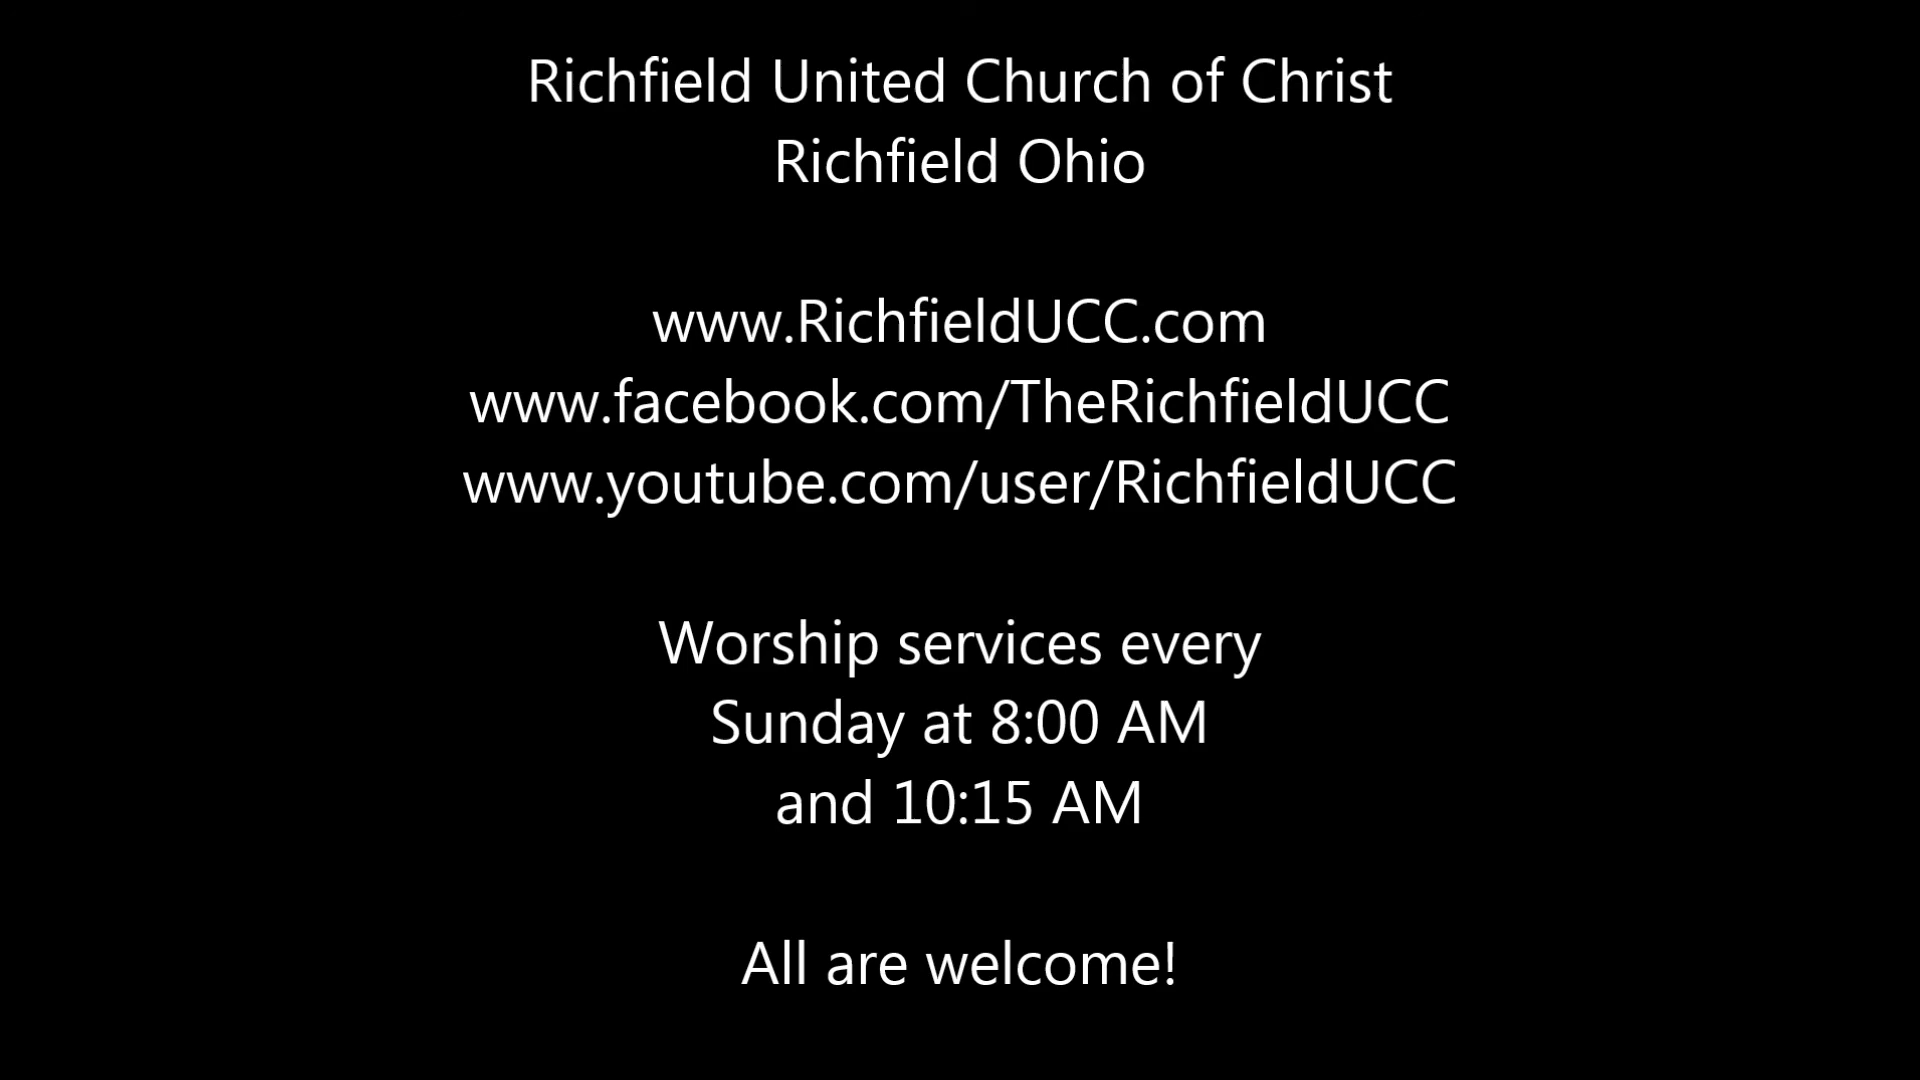 Richfield United Church of Christ
Richfield Ohio
www.RichfieldUCC.com
www.facebook.com/TheRichfieldUCC
www.youtube.com/user/RichfieldUCC
Worship services every
Sunday at 8:00 AM
and 10:15 AM
All are welcome!